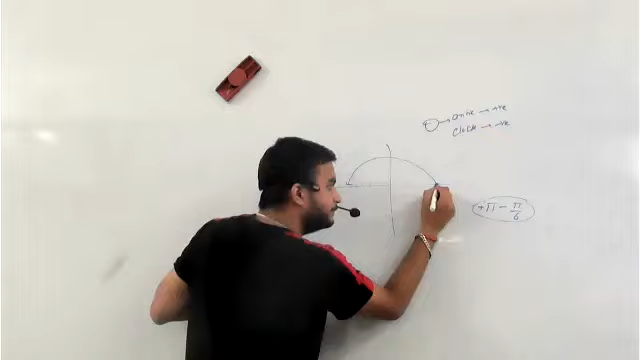 θ → Anti → +ve
Clock → -ve
+π - π/6